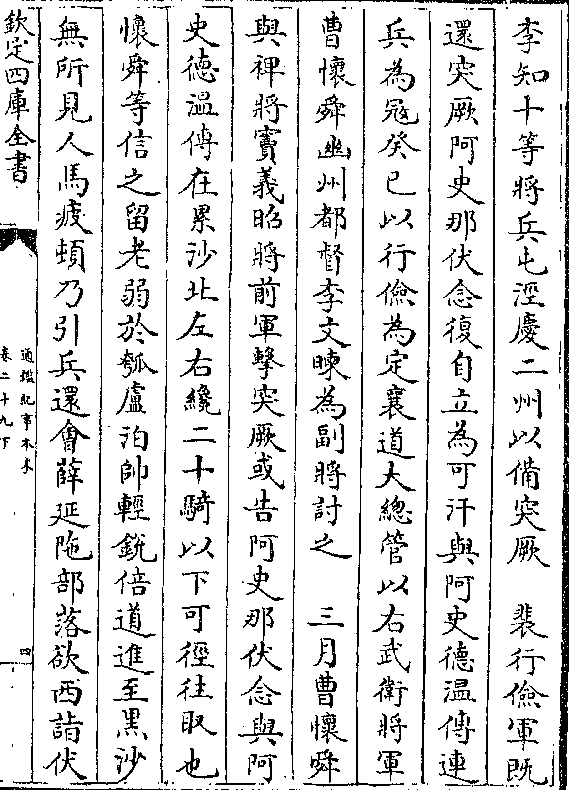 李知十等將兵屯涇慶二州以備突厥　裴行儉軍既
還突厥阿史那伏念復自立為可汗與阿史德溫傅連
兵為冦癸巳以行儉為定襄道大總管以右武衛將軍
曹懷舜幽州都督李文暕為副將討之　三月曹懷舜
與裨將竇義昭將前軍擊突厥或告阿史那伏念與阿
史德溫傅在累沙北左右纔二十騎以下可徑往取也
懷舜等信之留老弱於瓠盧泊帥輕銳倍道進至黑沙
無所見人馬疲頓乃引兵還會薛延陁部落欲西詣伏
欽定四庫全書
通鑑紀事本末
卷二十九下
四